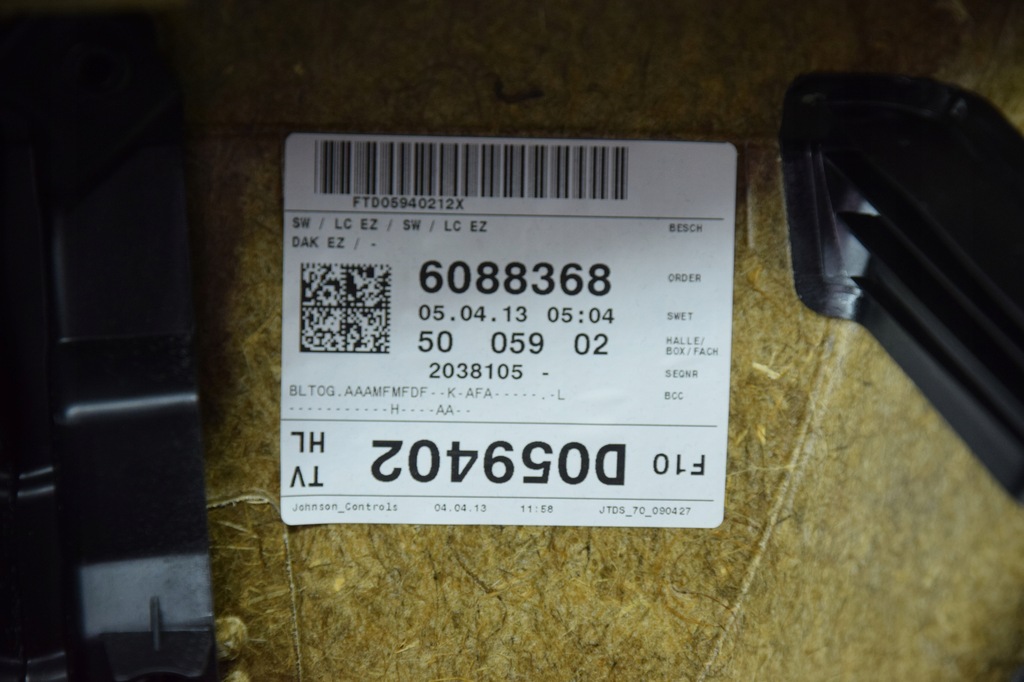 FTD05940212X
SW / LC EZ / SW / LC EZ BESCH
DAK EZ / -
6088368 ORDER
05.04.13 05:04 SWET
50 059 02 HALLE/
BOX/FACH
2038105 - SEQNR
BLTOG.AAAMFMFDF--K-AFA-----.-L BCC
-----------H----AA--
F10 D059402 TV
HL
Johnson_Controls 04.04.13 11:58 JTDS_70_090427